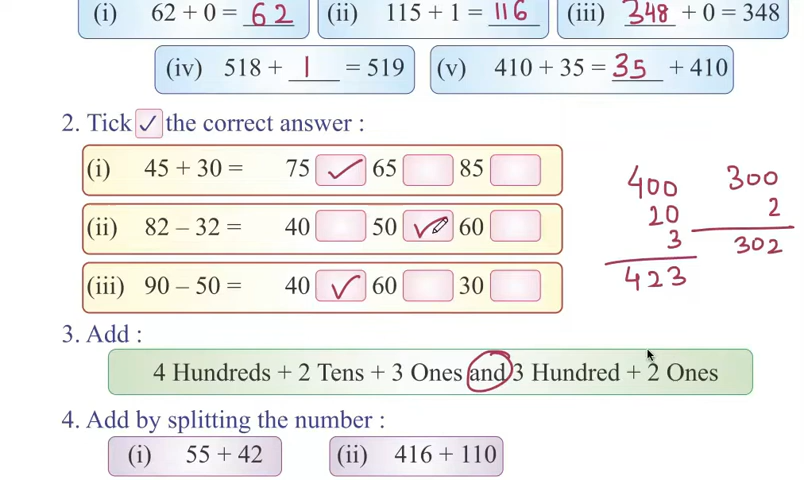 (i) 62 + 0 = 62 (ii) 115 + 1 = 116 (iii) 348 + 0 = 348
(iv) 518 + 1 = 519 (v) 410 + 35 = 35 + 410
2. Tick ✓ the correct answer :
(i) 45 + 30 = 75 ✓ 65 85
(ii) 82 – 32 = 40 50 ✓ 60
(iii) 90 – 50 = 40 ✓ 60 30
400 300
20 2
3 302
423
3. Add :
4 Hundreds + 2 Tens + 3 Ones and 3 Hundred + 2 Ones
4. Add by splitting the number :
(i) 55 + 42 (ii) 416 + 110